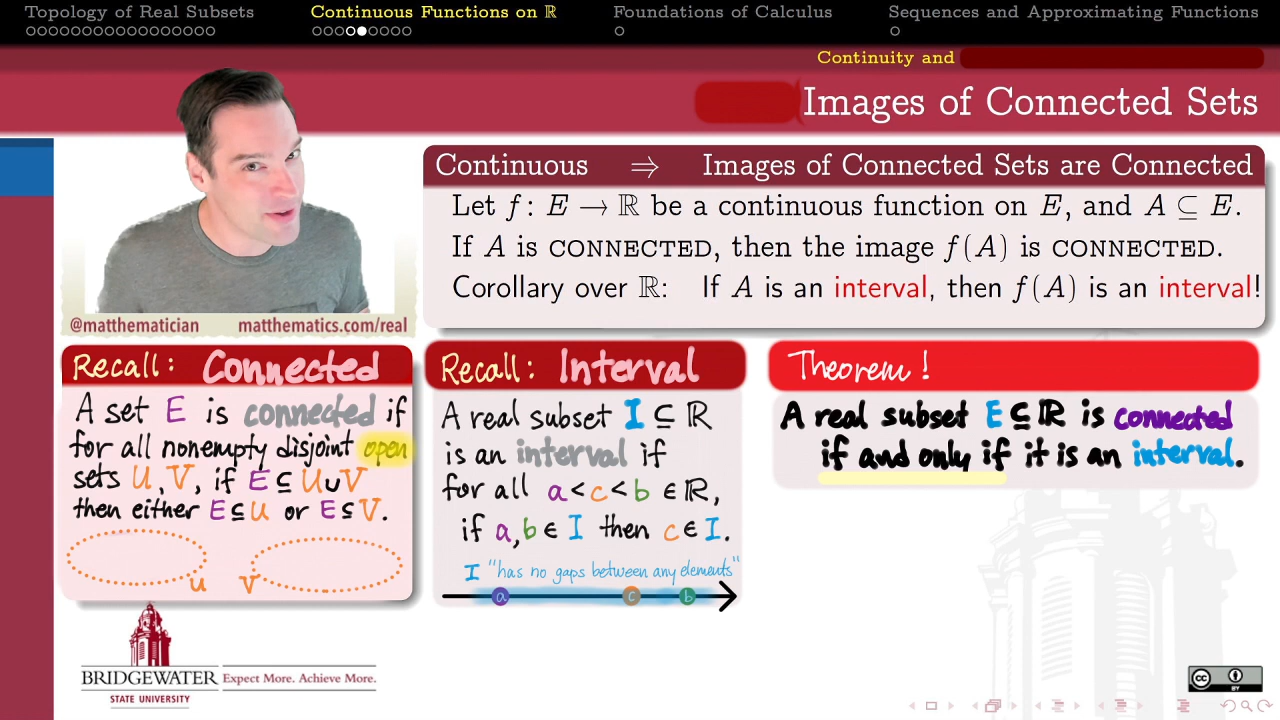 Topology of Real Subsets
Continuous Functions on ℝ
Foundations of Calculus
Sequences and Approximating Functions
Continuity and
Images of Connected Sets
Continuous ⇒ Images of Connected Sets are Connected
Let f: E → ℝ be a continuous function on E, and A ⊆ E.
If A is CONNECTED, then the image f(A) is CONNECTED.
Corollary over ℝ: If A is an interval, then f(A) is an interval!
@matthematician matthematics.com/real
Recall: Connected
A set E is connected if
for all nonempty disjoint open
sets U, V, if E ⊆ U∪V
then either E⊆U or E⊆V.
U V
Recall: Interval
A real subset I ⊆ ℝ
is an interval if
for all a<c<b ∈ ℝ,
if a,b ∈ I then c ∈ I.
I "has no gaps between any elements"
a c b
Theorem!
A real subset E ⊆ ℝ is connected
if and only if it is an interval.
BRIDGEWATER
STATE UNIVERSITY
Expect More. Achieve More.
CC BY